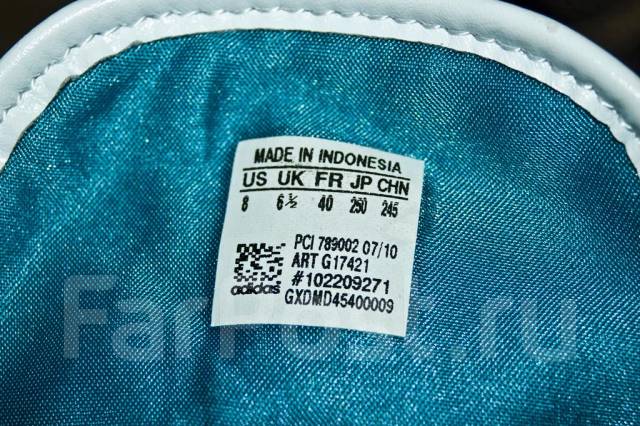 MADE IN INDONESIA
US UK FR JP CHN
8 6½ 40 250 245
PCI 789002 07/10
ART G17421
#102209271
adidas GXDMD45400009
FarPost.ru